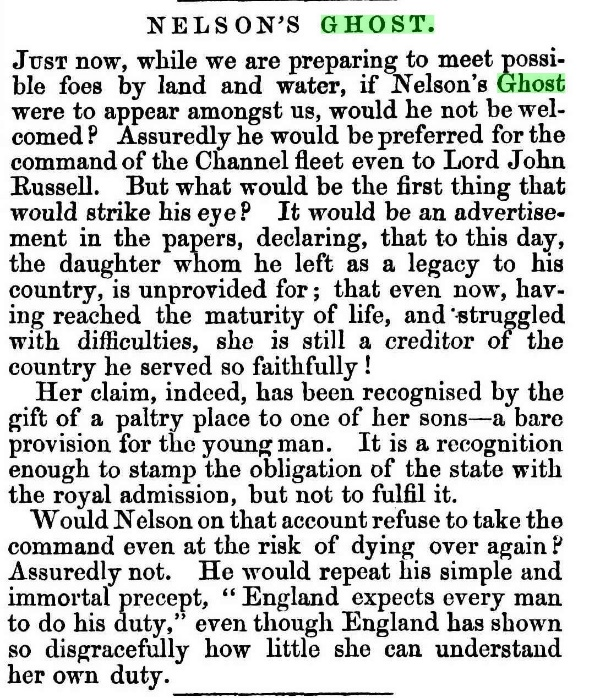 NELSON'S GHOST.
JUST now, while we are preparing to meet possi-
ble foes by land and water, if Nelson's Ghost
were to appear amongst us, would he not be wel-
comed? Assuredly he would be preferred for the
command of the Channel fleet even to Lord John
Russell. But what would be the first thing that
would strike his eye? It would be an advertise-
ment in the papers, declaring, that to this day,
the daughter whom he left as a legacy to his
country, is unprovided for; that even now, hav-
ing reached the maturity of life, and struggled
with difficulties, she is still a creditor of the
country he served so faithfully!
Her claim, indeed, has been recognised by the
gift of a paltry place to one of her sons—a bare
provision for the young man. It is a recognition
enough to stamp the obligation of the state with
the royal admission, but not to fulfil it.
Would Nelson on that account refuse to take the
command even at the risk of dying over again?
Assuredly not. He would repeat his simple and
immortal precept, "England expects every man
to do his duty," even though England has shown
so disgracefully how little she can understand
her own duty.